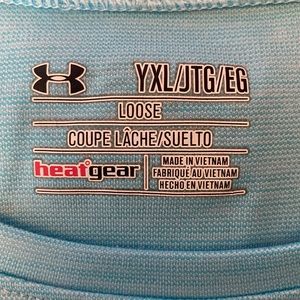 YXL/JTG/EG
LOOSE
COUPE LÂCHE/SUELTO
heatgear
MADE IN VIETNAM
FABRIQUÉ AU VIETNAM
HECHO EN VIETNAM